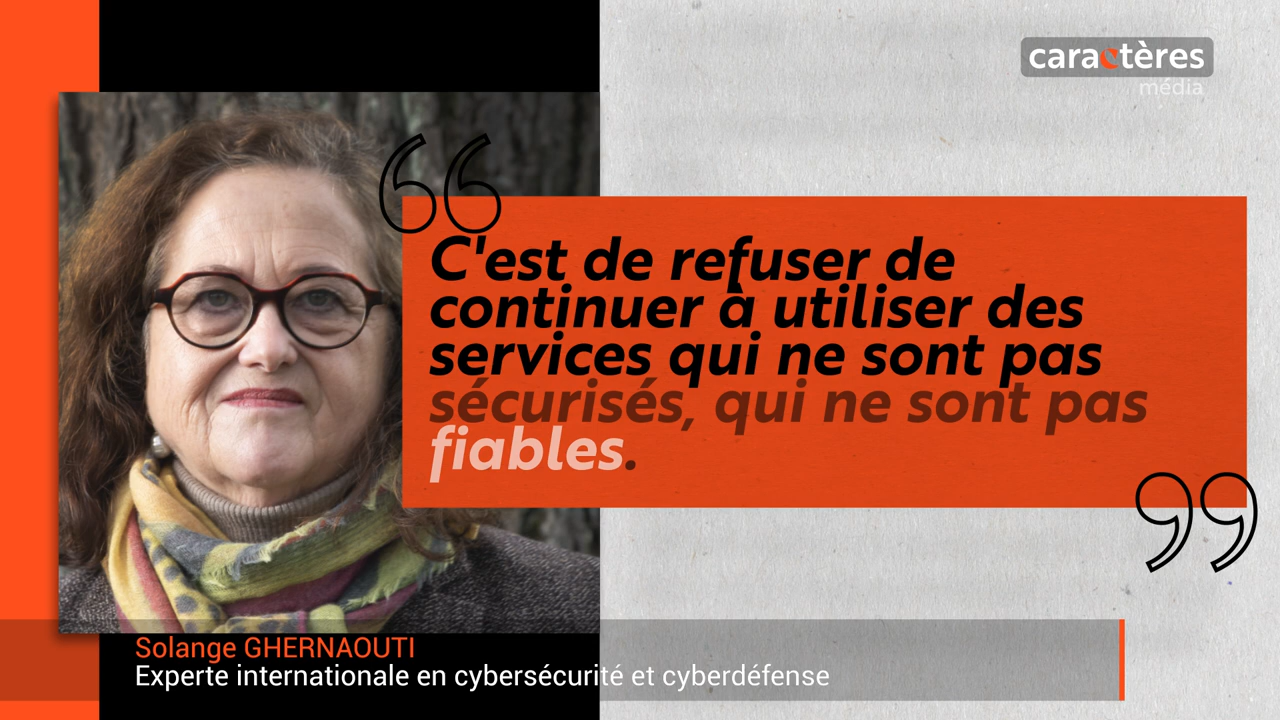 caractères
média
C'est de refuser de
continuer à utiliser des
services qui ne sont pas
sécurisés, qui ne sont pas
fiables.
Solange GHERNAOUTI
Experte internationale en cybersécurité et cyberdéfense